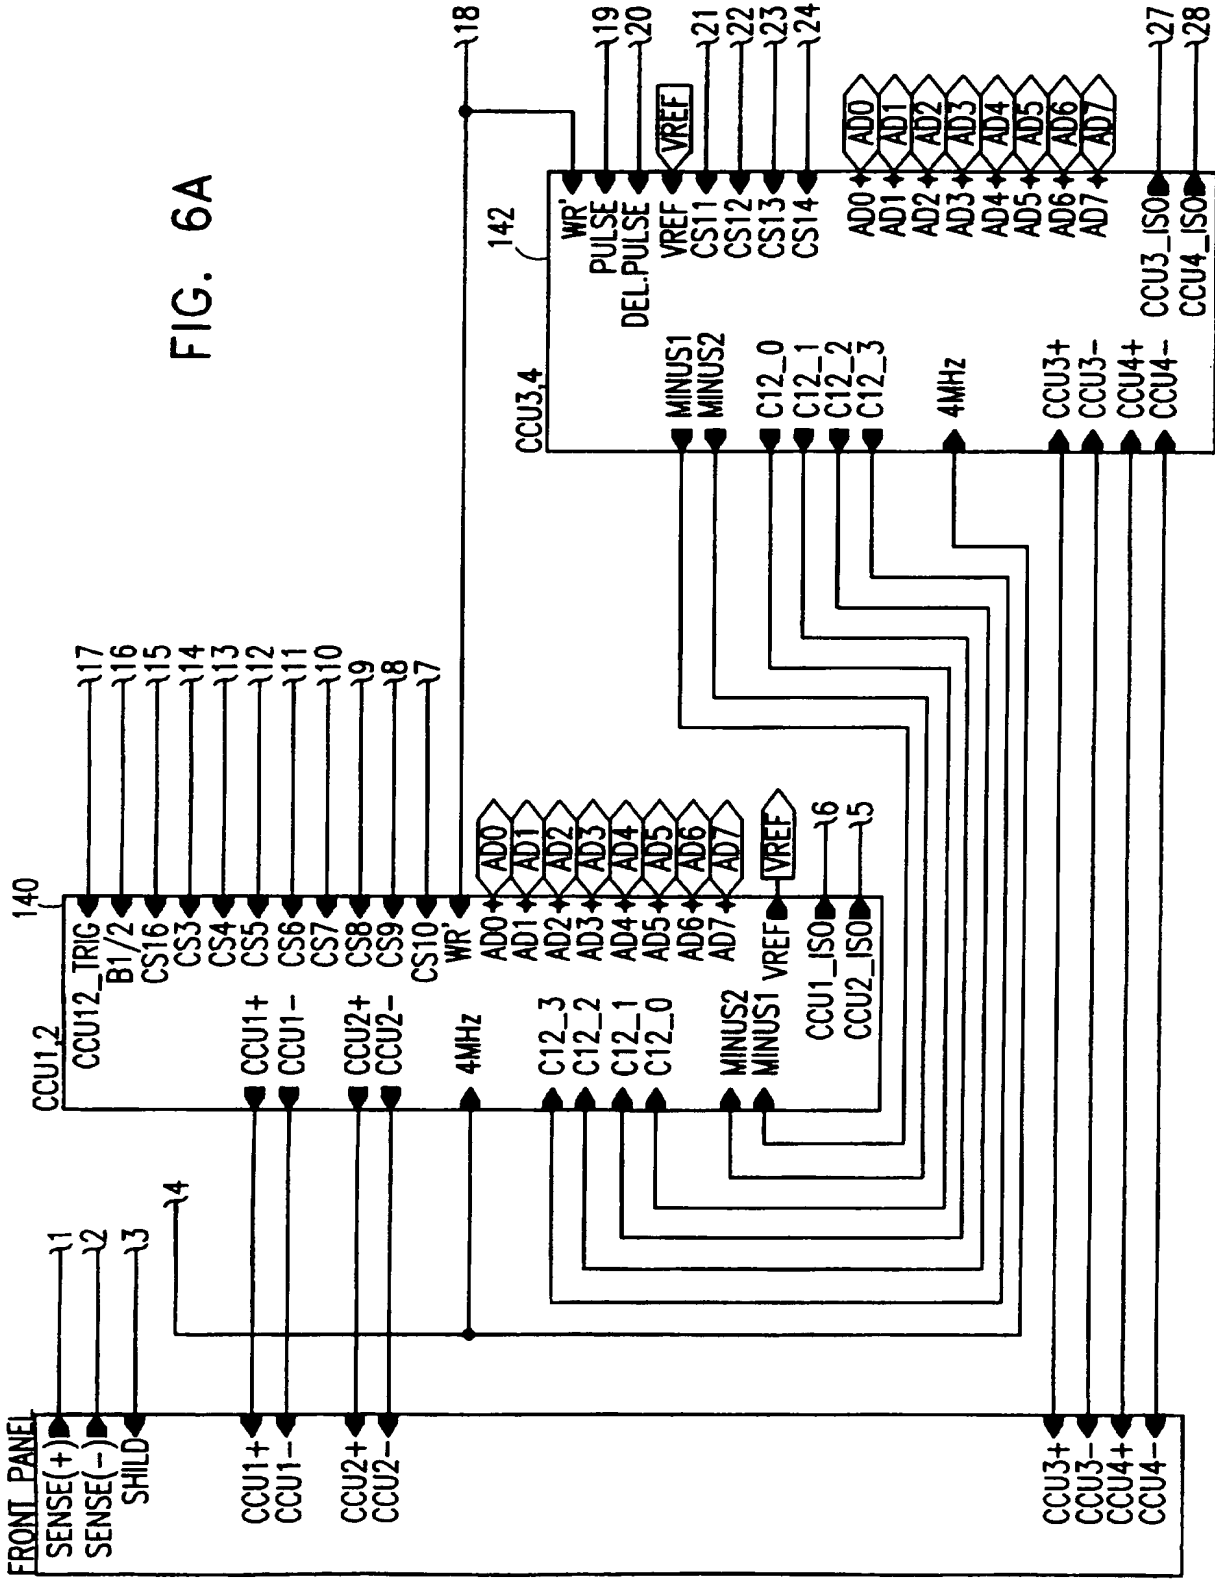 FIG. 6A
FRONT PANEL
SENSE(+)
SENSE(-)
SHILD
CCU1+
CCU1-
CCU2+
CCU2-
CCU3+
CCU3-
CCU4+
CCU4-
1
2
3
4
CCU1,2
140
CCU12_TRIG
B1/2
CS16
CS3
CS4
CS5
CS6
CS7
CS8
CS9
CS10
WR'
AD0
AD1
AD2
AD3
AD4
AD5
AD6
AD7
VREF
CCU1_ISO
CCU2_ISO
CCU1+
CCU1-
CCU2+
CCU2-
4MHz
C12_3
C12_2
C12_1
C12_0
MINUS2
MINUS1
17
16
15
14
13
12
11
10
9
8
7
AD0
AD1
AD2
AD3
AD4
AD5
AD6
AD7
VREF
6
5
CCU3,4
142
WR'
PULSE
DEL.PULSE
VREF
CS11
CS12
CS13
CS14
AD0
AD1
AD2
AD3
AD4
AD5
AD6
AD7
CCU3_ISO
CCU4_ISO
MINUS1
MINUS2
C12_0
C12_1
C12_2
C12_3
4MHz
CCU3+
CCU3-
CCU4+
CCU4-
18
19
20
VREF
21
22
23
24
AD0
AD1
AD2
AD3
AD4
AD5
AD6
AD7
27
28